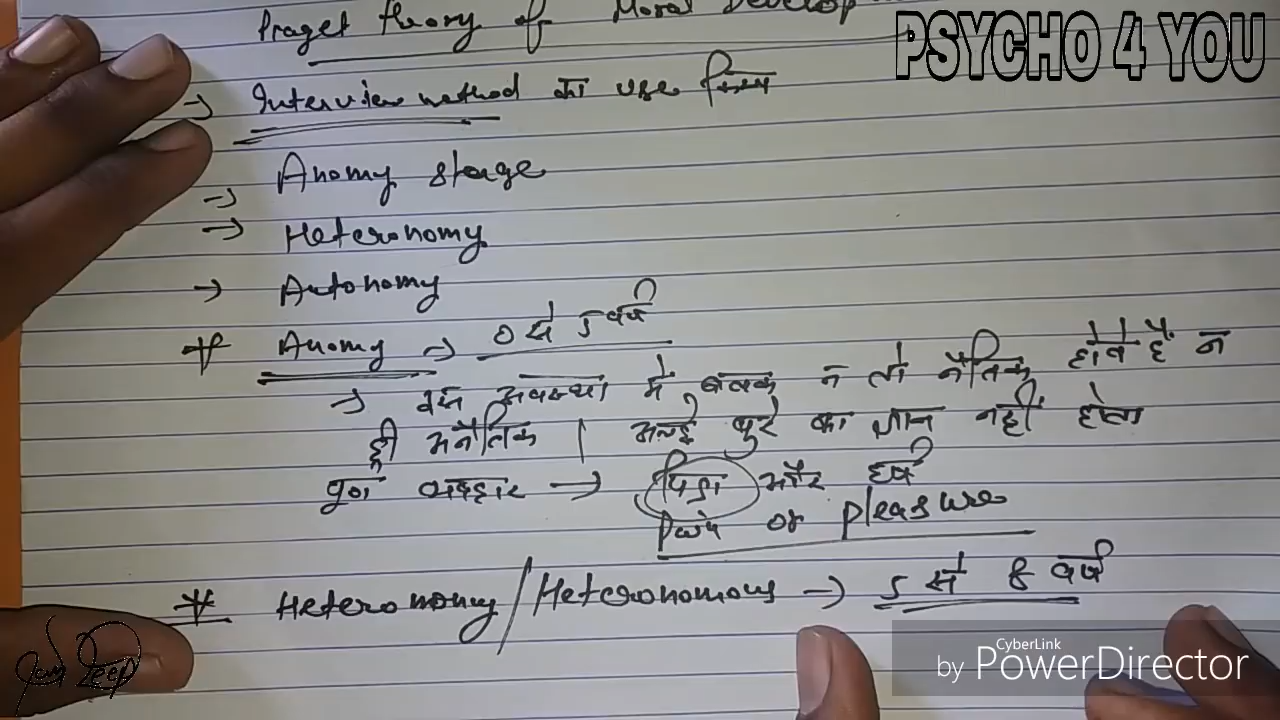 Piaget theory of Moral Develop
PSYCHO 4 YOU
→ Interview method का use किया
→ Anomy stage
→ Heteronomy
→ Autonomy
* Anomy → 0 से 5 वर्ष
→ इस अवस्था में बालक न तो नैतिक होते हैं न
ही अनैतिक | अच्छे बुरे का ज्ञान नहीं होता
पूरा व्यवहार → पीड़ा और हर्ष
Pain or pleasure
* Heteronomy/Heteronomous → 5 से 8 वर्ष
CyberLink
by PowerDirector